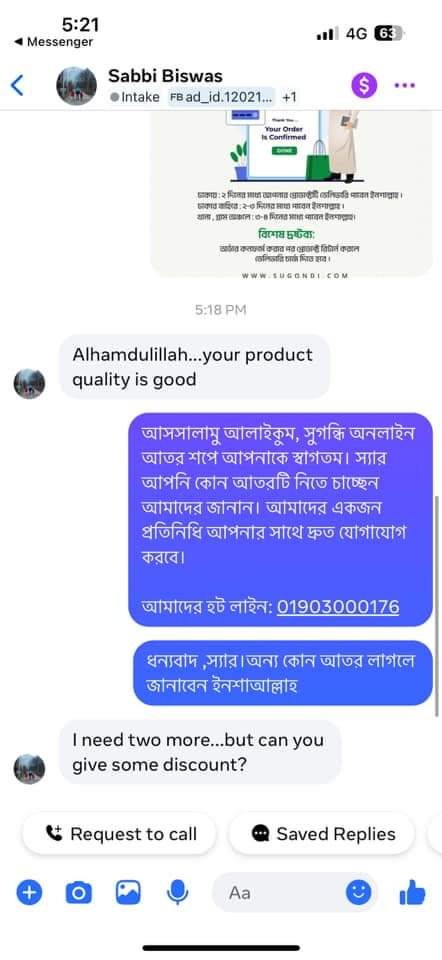 5:21
4G 63
Messenger
Sabbi Biswas
Intake FB ad_id.12021... +1
Thank You...
Your Order
Is Confirmed
ঢাকায় : ২ দিনের মধ্যে আপনার প্রোডাক্টটি ডেলিভারি পাবেন ইনশাল্লাহ।
ঢাকার বাহিরে : ২-৩ দিনের মধ্যে পাবেন ইনশাল্লাহ।
থানা, গ্রাম অঞ্চলে : ৩-৪ দিনের মধ্যে পাবেন ইনশাল্লাহ।
বিশেষ দ্রষ্টব্য:
অর্ডার কনফার্ম করার পর প্রোডাক্ট রিটার্ন করলে
ডেলিভারি চার্জ দিতে হবে।
WWW.SUGONDI.COM
5:18 PM
Alhamdulillah...your product
quality is good
আসসালামু আলাইকুম, সুগন্ধি অনলাইন
আতর শপে আপনাকে স্বাগতম। স্যার
আপনি কোন আতরটি নিতে চাচ্ছেন
আমাদের জানান। আমাদের একজন
প্রতিনিধি আপনার সাথে দ্রুত যোগাযোগ
করবে।
আমাদের হট লাইন: 01903000176
ধন্যবাদ ,স্যার।অন্য কোন আতর লাগলে
জানাবেন ইনশাআল্লাহ
I need two more...but can you
give some discount?
Request to call
Saved Replies
Aa